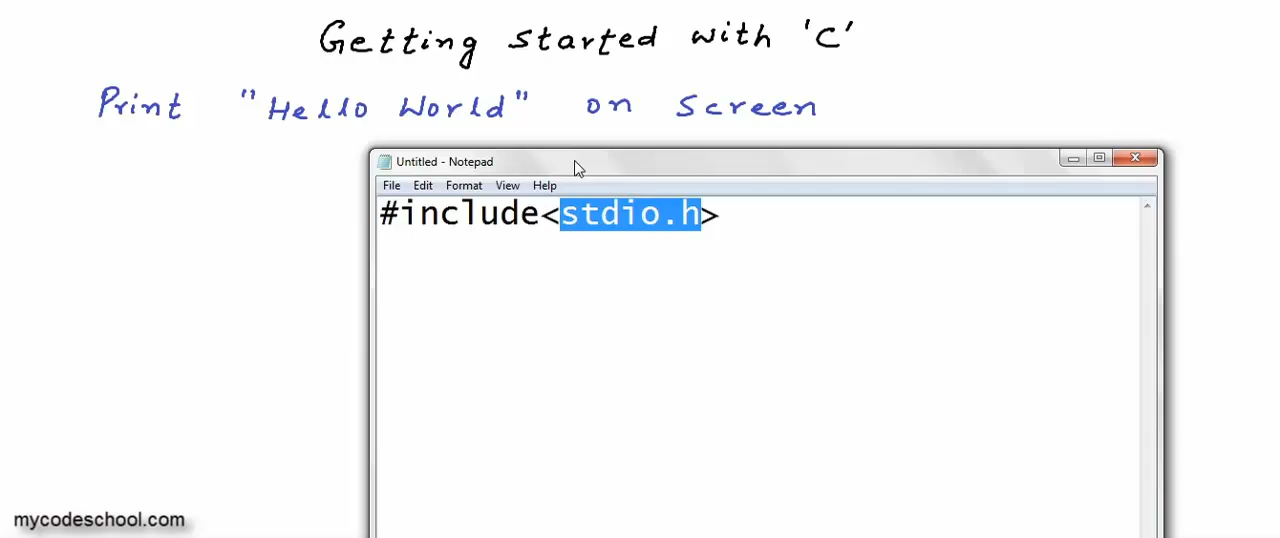 Getting started with 'C'
Print "Hello World" on Screen
Untitled - Notepad
File Edit Format View Help
#include<stdio.h>
mycodeschool.com